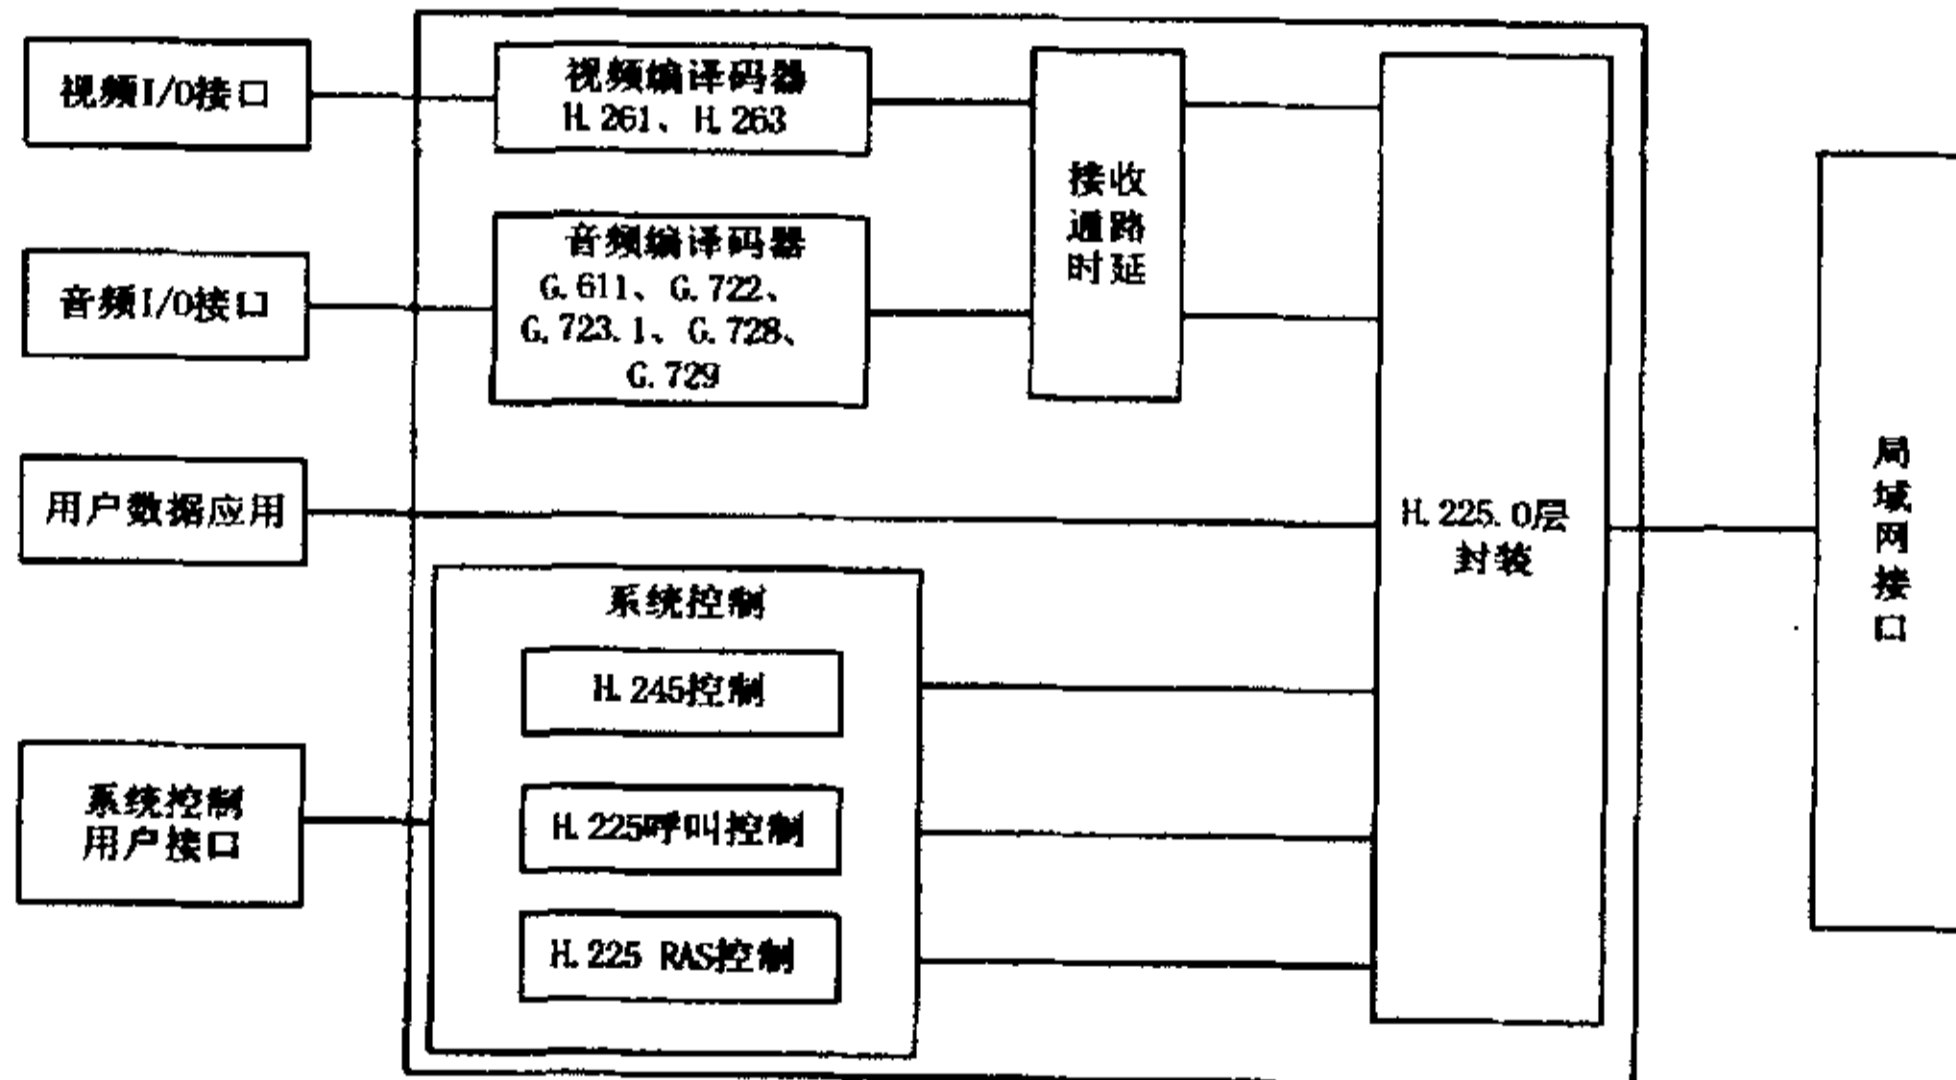 视频I/O接口
视频编译码器
H.261、H.263
接收
通路
时延
音频I/O接口
音频编译码器
G.611、G.722、
G.723.1、G.728、
G.729
用户数据应用
H.225.0层
封装
局
域
网
接
口
系统控制
H.245控制
系统控制
用户接口
H.225呼叫控制
H.225 RAS控制